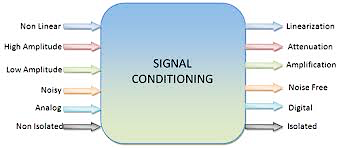 Non Linear
High Amplitude
Low Amplitude
Noisy
Analog
Non Isolated
SIGNAL
CONDITIONING
Linearization
Attenuation
Amplification
Noise Free
Digital
Isolated